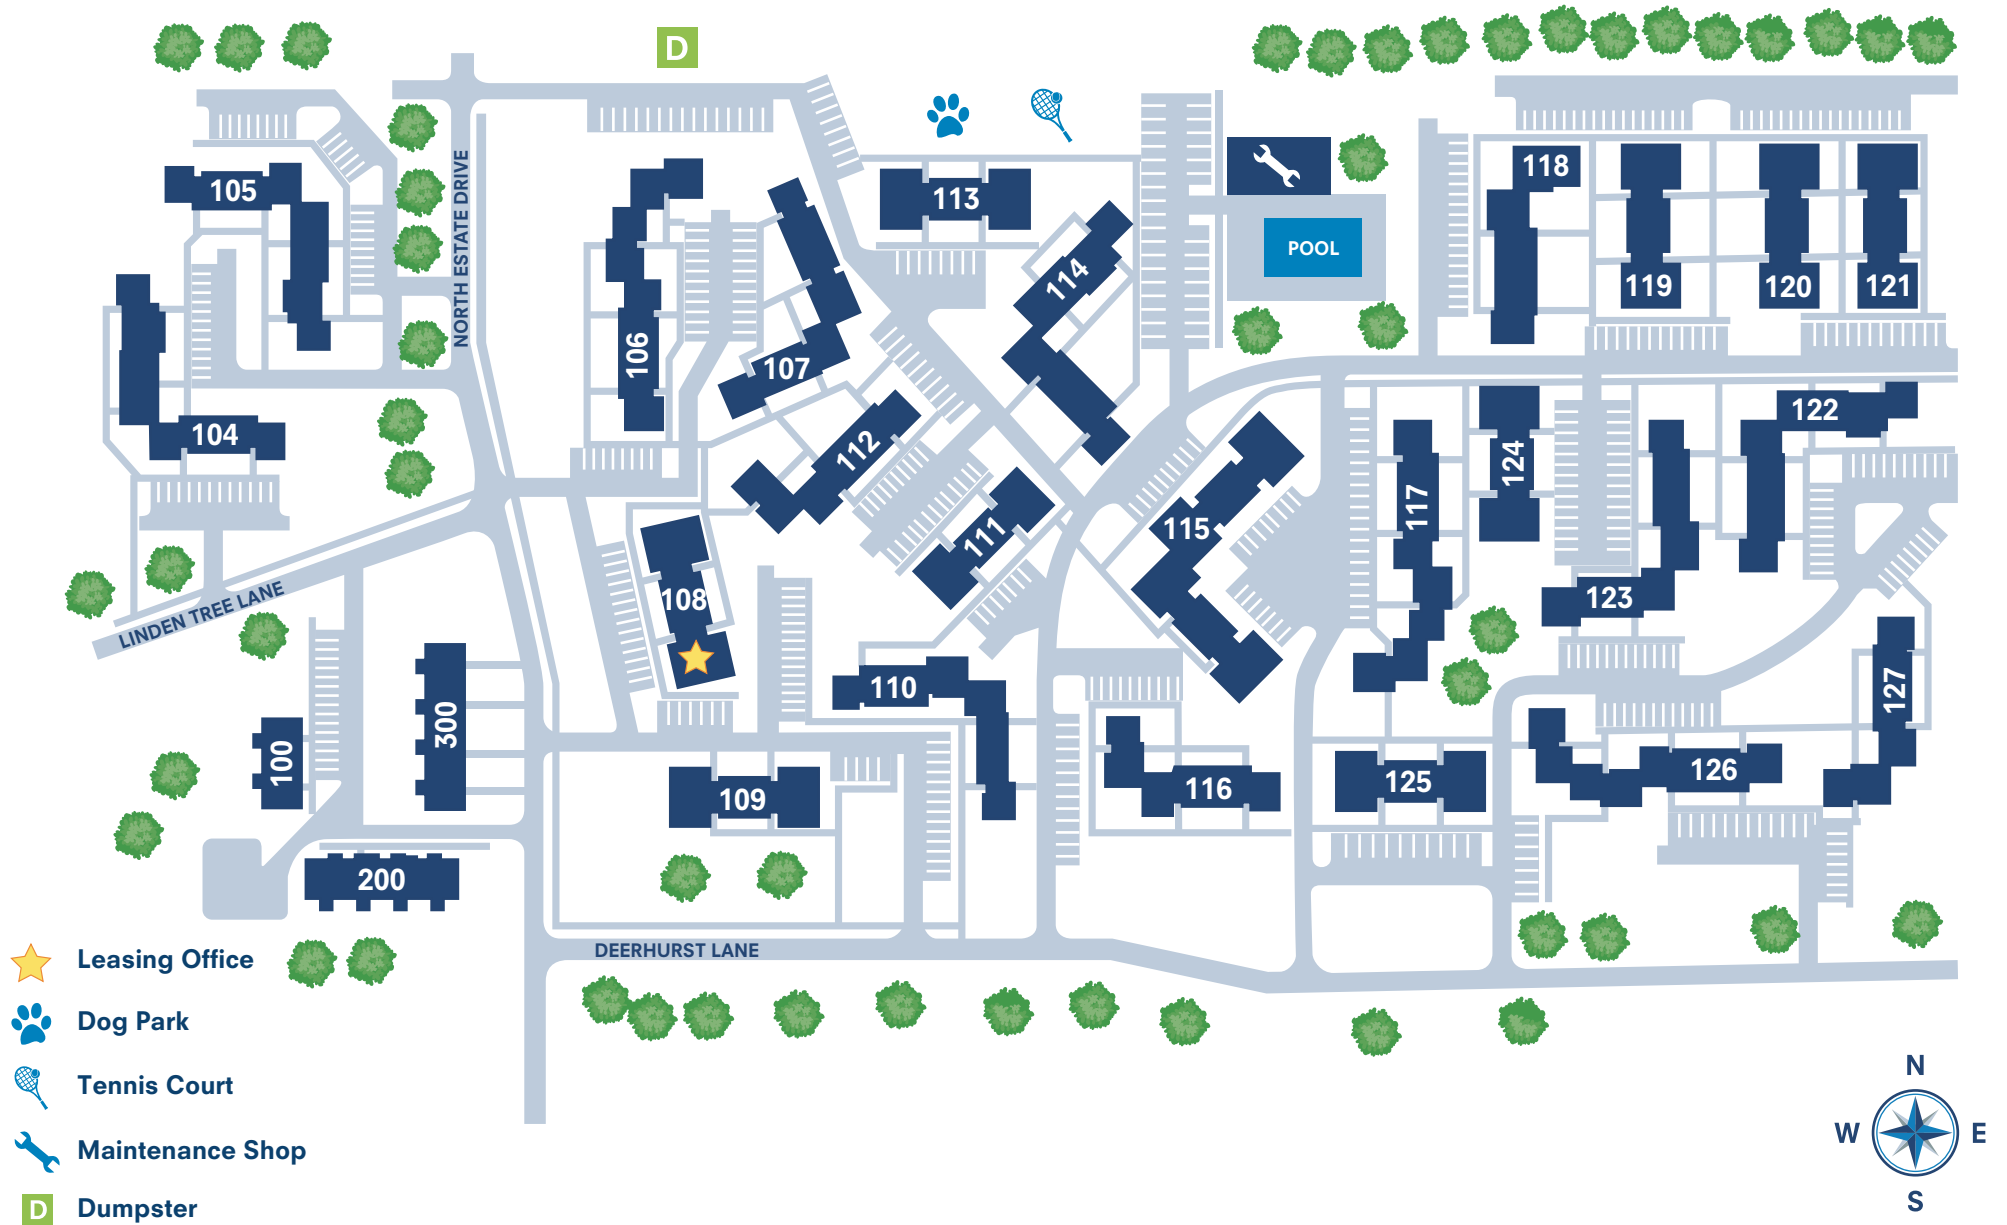 D
105
NORTH ESTATE DRIVE
113
118
POOL
114
119
120
121
106
107
104
112
122
124
117
111
115
108
123
LINDEN TREE LANE
110
127
300
100
109
116
125
126
200
DEERHURST LANE
Leasing Office
Dog Park
Tennis Court
Maintenance Shop
D Dumpster
N
W E
S